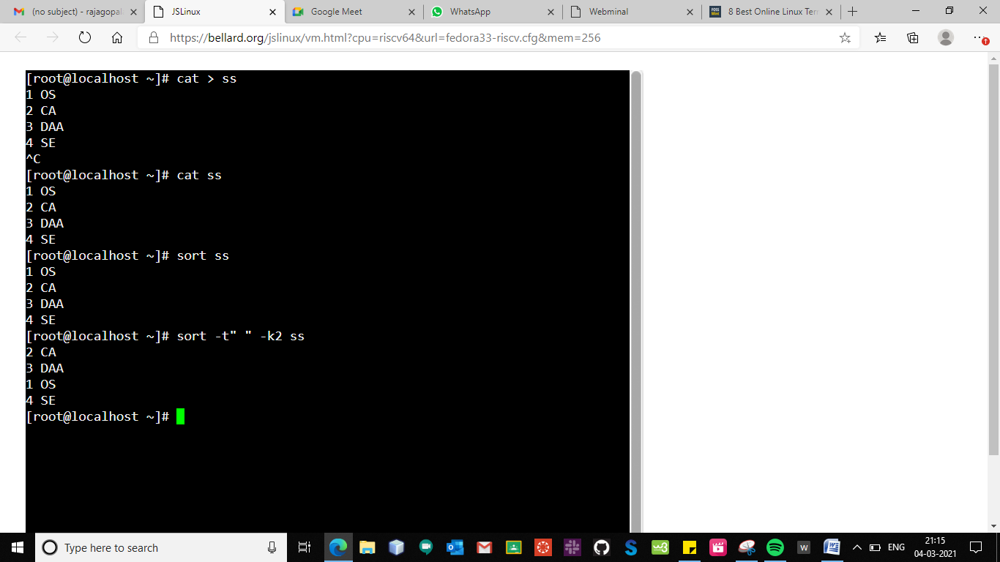 (no subject) - rajagopal
JSLinux
Google Meet
WhatsApp
Webminal
FOSS Mint
8 Best Online Linux Term
https://bellard.org/jslinux/vm.html?cpu=riscv64&url=fedora33-riscv.cfg&mem=256
[root@localhost ~]# cat > ss
1 OS
2 CA
3 DAA
4 SE
^C
[root@localhost ~]# cat ss
1 OS
2 CA
3 DAA
4 SE
[root@localhost ~]# sort ss
1 OS
2 CA
3 DAA
4 SE
[root@localhost ~]# sort -t" " -k2 ss
2 CA
3 DAA
1 OS
4 SE
[root@localhost ~]#
Type here to search
S
w3
w
ENG
21:15
04-03-2021